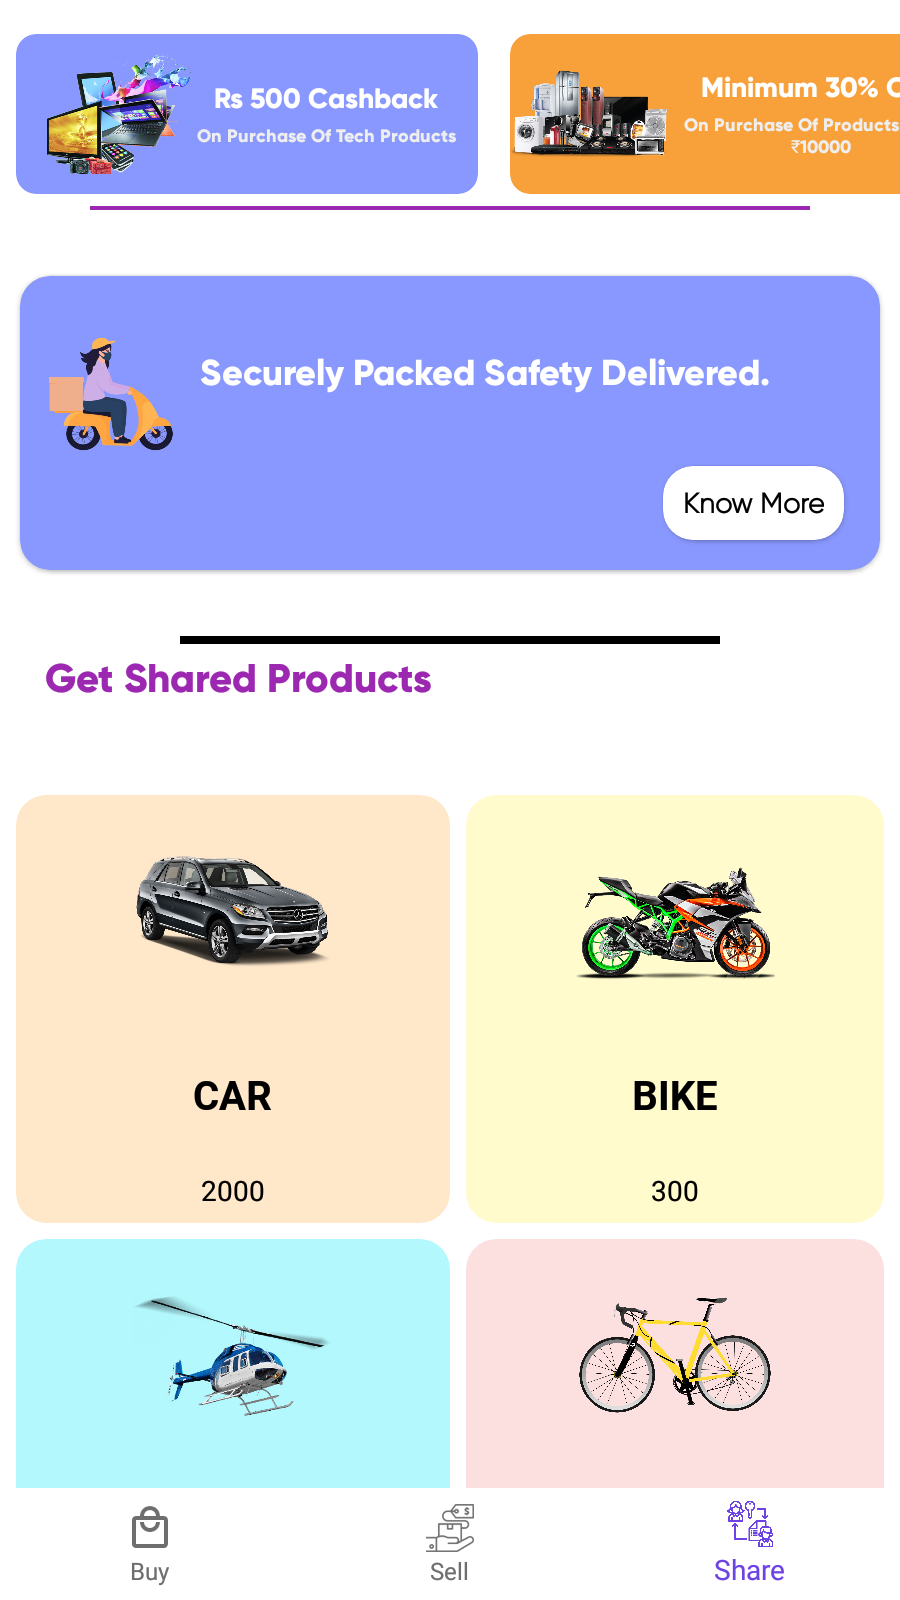 Rs 500 Cashback
On Purchase Of Tech Products
Minimum 30%
On Purchase Of Products
₹10000
Securely Packed Safety Delivered.
Know More
Get Shared Products
CAR
2000
BIKE
300
Buy
Sell
Share